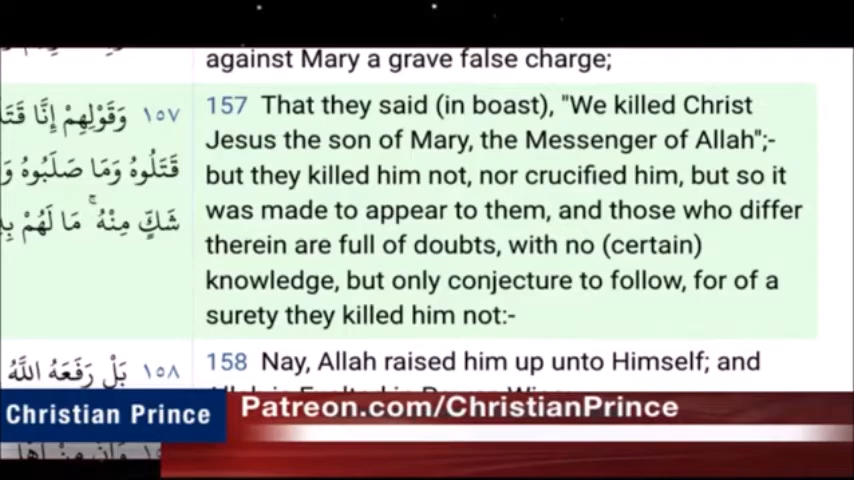 against Mary a grave false charge;
١٥٧ وَقَوْلِهِمْ إِنَّا
157 That they said (in boast), "We killed Christ
Jesus the son of Mary, the Messenger of Allah";-
قَتَلُوهُ وَمَا صَلَبُوهُ
but they killed him not, nor crucified him, but so it
was made to appear to them, and those who differ
شَكٍّ مِنْهُ ۚ مَا لَهُمْ
therein are full of doubts, with no (certain)
knowledge, but only conjecture to follow, for of a
surety they killed him not:-
١٥٨ بَلْ رَفَعَهُ اللَّهُ
158 Nay, Allah raised him up unto Himself; and
Christian Prince
Patreon.com/ChristianPrince